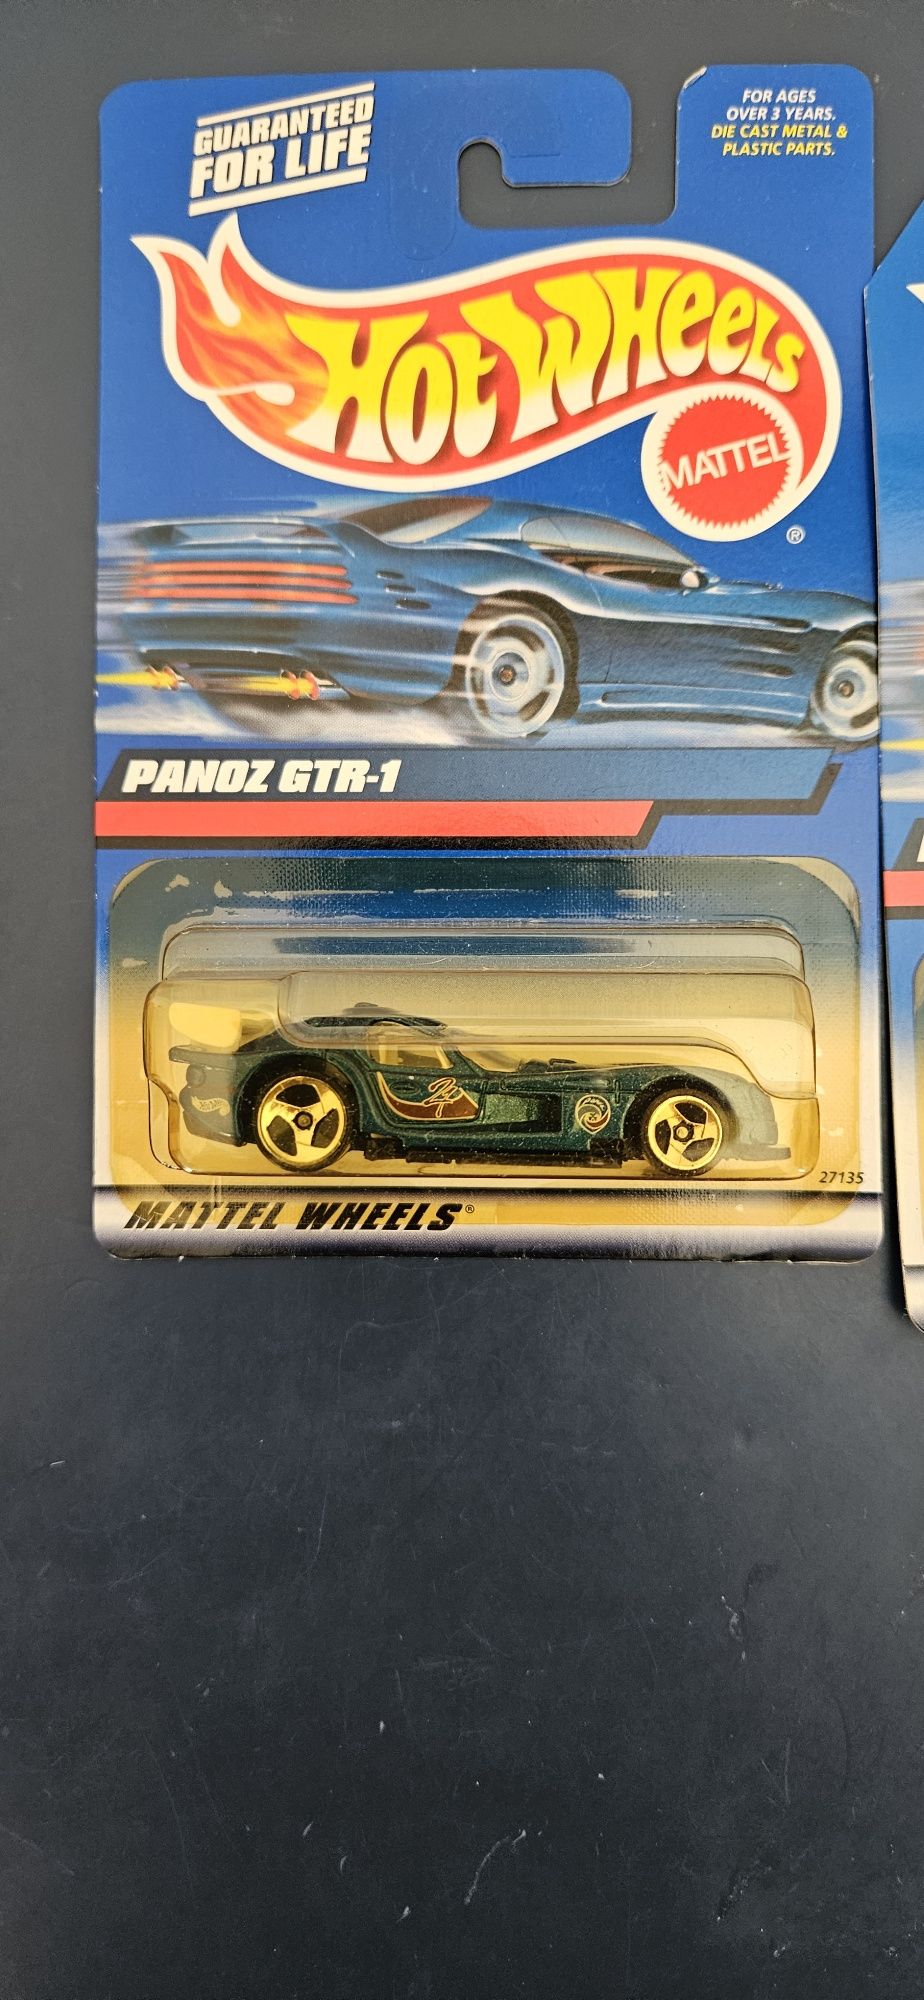 GUARANTEED
FOR LIFE
FOR AGES
OVER 3 YEARS.
DIE CAST METAL &
PLASTIC PARTS.
HOT WHEELS
MATTEL
®
PANOZ GTR-1
24
27135
MATTEL WHEELS®